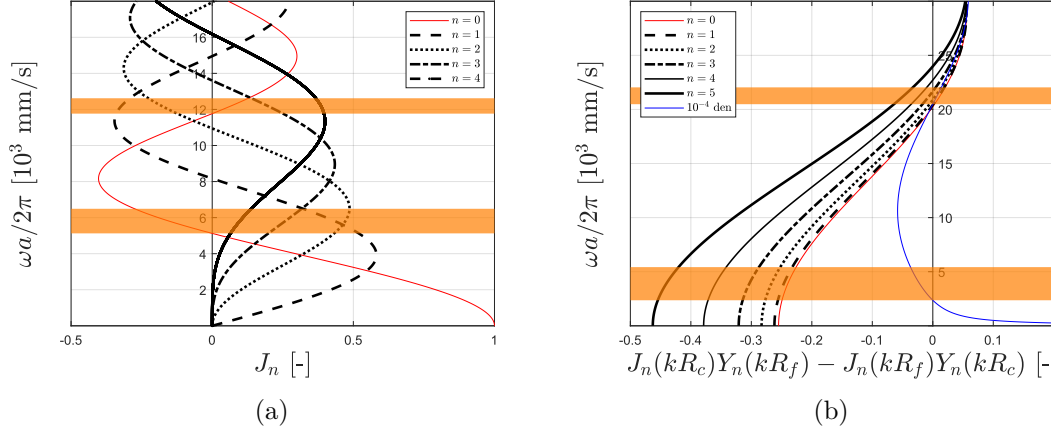 ωa/2π [10³ mm/s]
16
14
12
10
8
6
4
2
-0.5
0
0.5
1
J_n [-]
n = 0
n = 1
n = 2
n = 3
n = 4
(a)
ωa/2π [10³ mm/s]
25
20
15
10
5
-0.5
-0.4
-0.3
-0.2
-0.1
0
0.1
J_n(kR_c)Y_n(kR_f) − J_n(kR_f)Y_n(kR_c) [-
n = 0
n = 1
n = 2
n = 3
n = 4
n = 5
10⁻⁴ den
(b)